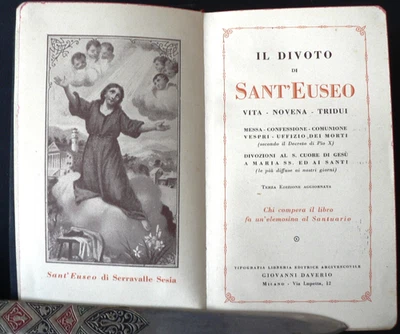 Sant' Euseo di Serravalle Sesia
IL DIVOTO
DI
SANT'EUSEO
VITA - NOVENA - TRIDUI
MESSA - CONFESSIONE - COMUNIONE
VESPRI - UFFIZIO DEI MORTI
(secondo il Decreto di Pio X)
DIVOZIONI AL S. CUORE DI GESÙ
A MARIA SS. ED AI SANTI
(le più diffuse ai nostri giorni)
TERZA EDIZIONE AGGIORNATA
Chi compera il libro
fa un'elemosina al Santuario
TIPOGRAFIA LIBRERIA EDITRICE ARCIVESCOVILE
GIOVANNI DAVERIO
MILANO - Via Lupetta, 12